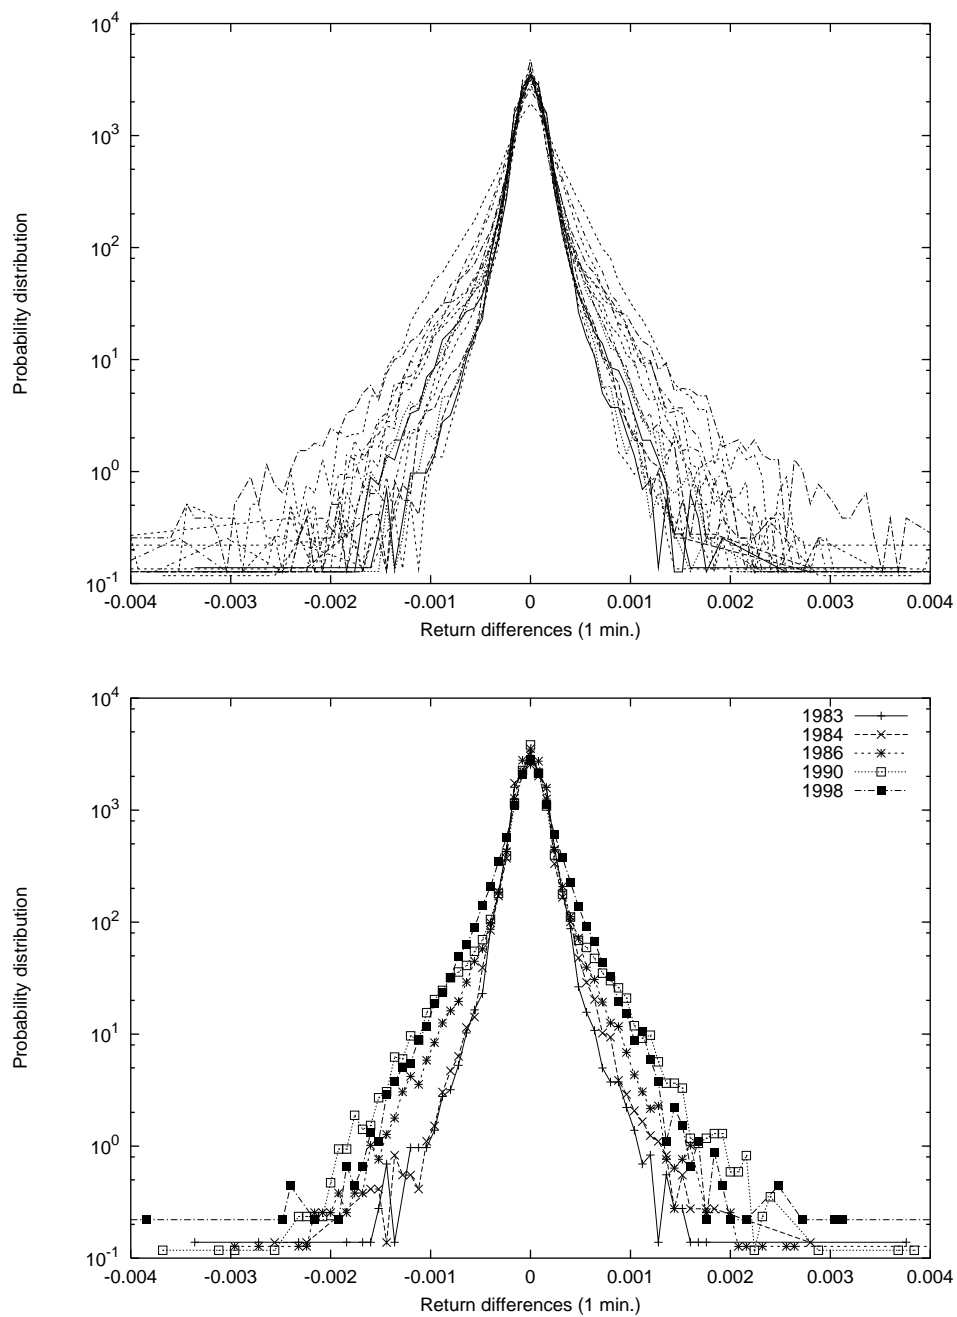 10^4
10^3
10^2
10^1
10^0
10^-1
Probability distribution
-0.004 -0.003 -0.002 -0.001 0 0.001 0.002 0.003 0.004
Return differences (1 min.)
10^4
10^3
10^2
10^1
10^0
10^-1
Probability distribution
1983
1984
1986
1990
1998
-0.004 -0.003 -0.002 -0.001 0 0.001 0.002 0.003 0.004
Return differences (1 min.)